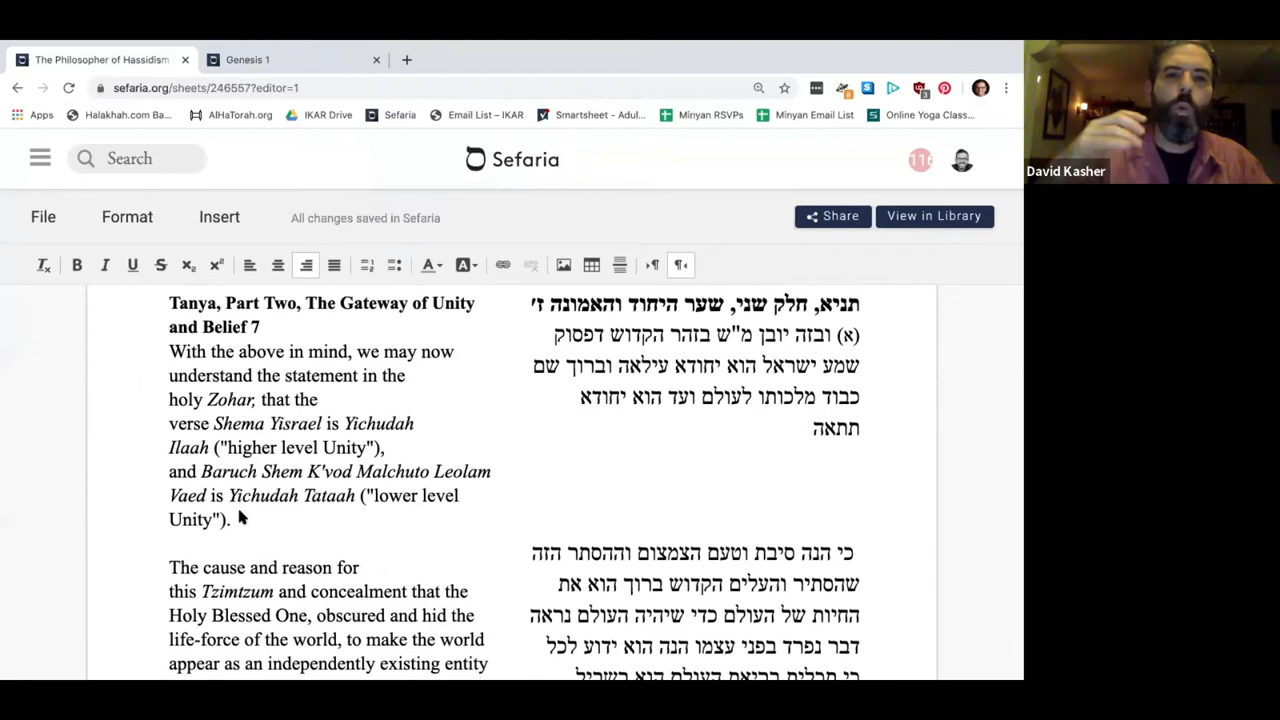 The Philosopher of Hassidism
Genesis 1
sefaria.org/sheets/246557?editor=1
Apps
Halakhah.com Ba...
AlHaTorah.org
IKAR Drive
Sefaria
Email List – IKAR
Smartsheet - Adul...
Minyan RSVPs
Minyan Email List
Online Yoga Class...
Search
Sefaria
116
David Kasher
File
Format
Insert
All changes saved in Sefaria
Share
View in Library
Tanya, Part Two, The Gateway of Unity
and Belief 7
With the above in mind, we may now
understand the statement in the
holy Zohar, that the
verse Shema Yisrael is Yichudah
Ilaah ("higher level Unity"),
and Baruch Shem K'vod Malchuto Leolam
Vaed is Yichudah Tataah ("lower level
Unity").
The cause and reason for
this Tzimtzum and concealment that the
Holy Blessed One, obscured and hid the
life-force of the world, to make the world
appear as an independently existing entity
תניא, חלק שני, שער היחוד והאמונה ז׳
(א) ובזה יובן מ"ש בזהר הקדוש דפסוק
שמע ישראל הוא יחודא עילאה וברוך שם
כבוד מלכותו לעולם ועד הוא יחודא
תתאה
כי הנה סיבת וטעם הצמצום וההסתר הזה
שהסתיר והעלים הקדוש ברוך הוא את
החיות של העולם כדי שיהיה העולם נראה
דבר נפרד בפני עצמו הנה הוא ידוע לכל
כי תכלית בריאת העולם הוא בשביל